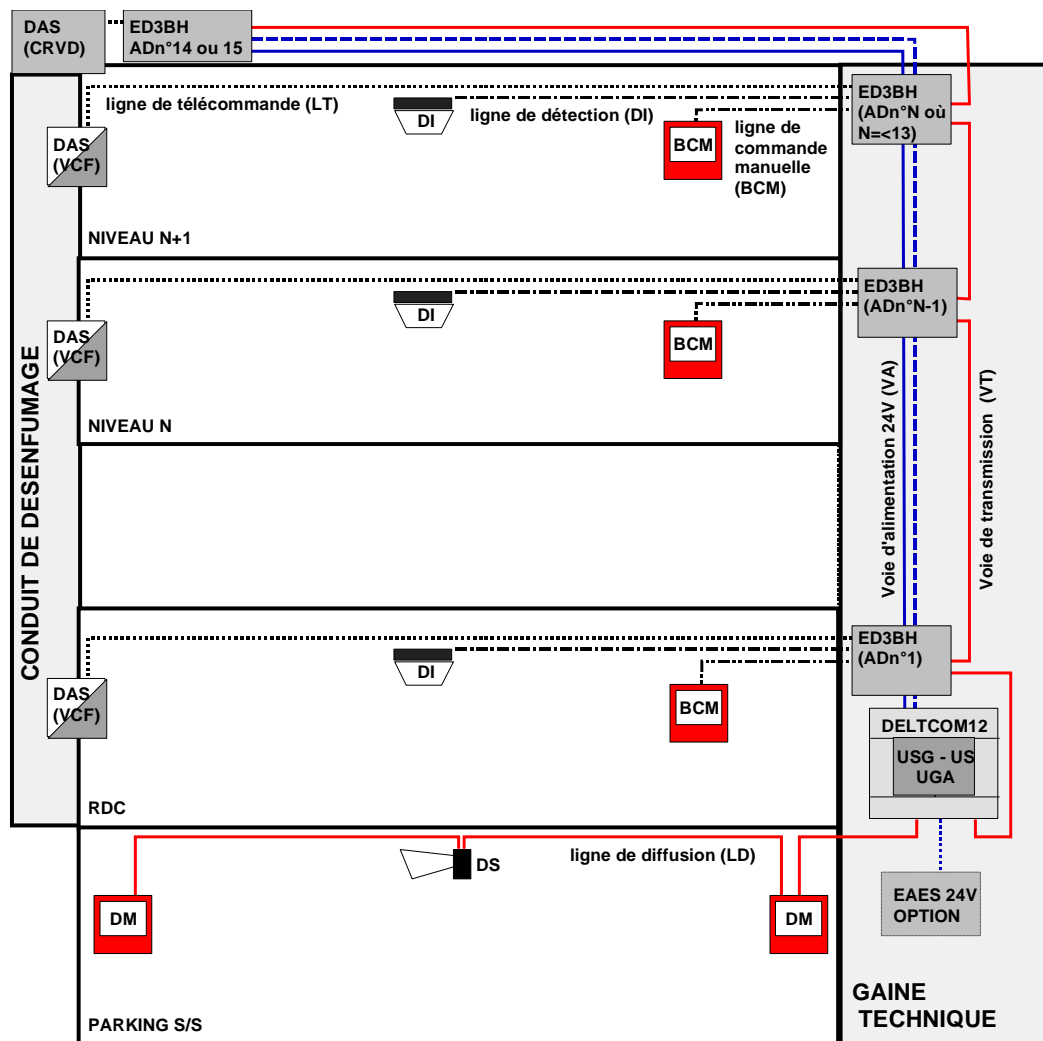 DAS
(CRVD)
ED3BH
ADn°14 ou 15
ligne de télécommande (LT)
DI
ligne de détection (DI)
BCM
ligne de
commande
manuelle
(BCM)
ED3BH
(ADn°N où
N=<13)
DAS
(VCF)
NIVEAU N+1
DI
BCM
ED3BH
(ADn°N-1)
DAS
(VCF)
NIVEAU N
CONDUIT DE DESENFUMAGE
Voie d'alimentation 24V (VA)
Voie de transmission (VT)
DI
BCM
ED3BH
(ADn°1)
DAS
(VCF)
RDC
DELTCOM12
USG - US
UGA
ligne de diffusion (LD)
DS
DM
DM
EAES 24V
OPTION
PARKING S/S
GAINE
TECHNIQUE